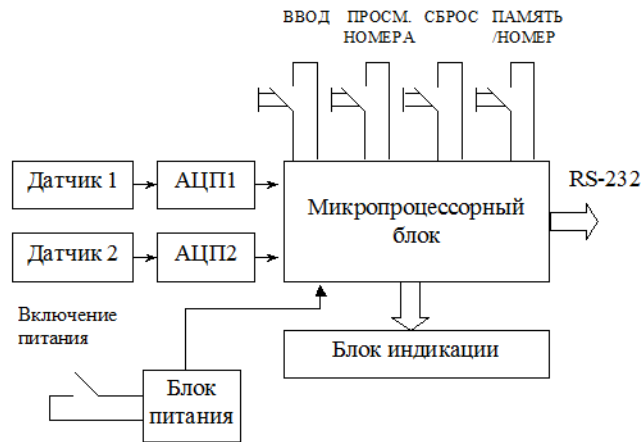 ВВОД
ПРОСМ.
НОМЕРА
СБРОС
ПАМЯТЬ
/НОМЕР
Датчик 1
АЦП1
Микропроцессорный
блок
RS-232
Датчик 2
АЦП2
Включение
питания
Блок индикации
Блок
питания